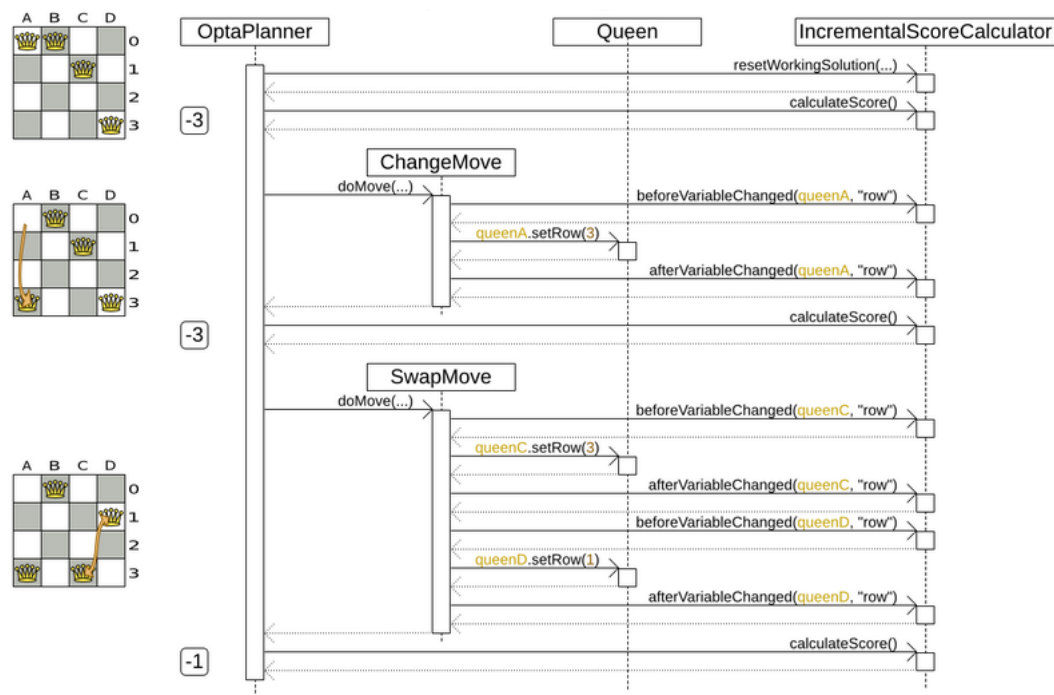 A B C D
0
1
2
3
OptaPlanner
Queen
IncrementalScoreCalculator
resetWorkingSolution(...)
calculateScore()
-3
A B C D
0
1
2
3
ChangeMove
doMove(...)
beforeVariableChanged(queenA, "row")
queenA.setRow(3)
afterVariableChanged(queenA, "row")
calculateScore()
-3
SwapMove
doMove(...)
beforeVariableChanged(queenC, "row")
queenC.setRow(3)
A B C D
0
1
2
3
afterVariableChanged(queenC, "row")
beforeVariableChanged(queenD, "row")
queenD.setRow(1)
afterVariableChanged(queenD, "row")
calculateScore()
-1